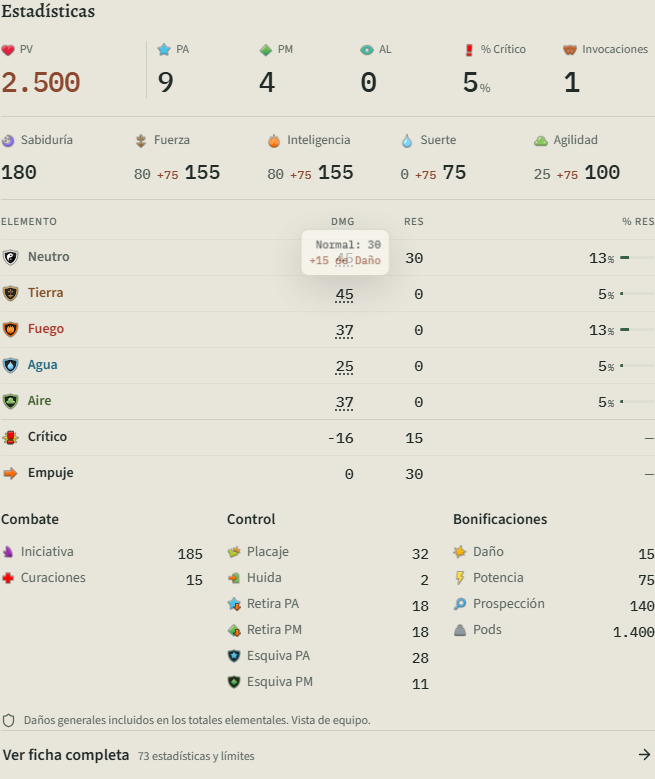 Estadísticas
PV PA PM AL % Crítico Invocaciones
2.500 9 4 0 5% 1
Sabiduría Fuerza Inteligencia Suerte Agilidad
180 80 +75 155 80 +75 155 0 +75 75 25 +75 100
ELEMENTO DMG RES % RES
Normal: 30
+15 de Daño
Neutro 45 30 13%
Tierra 45 0 5%
Fuego 37 0 13%
Agua 25 0 5%
Aire 37 0 5%
Crítico -16 15 —
Empuje 0 30 —
Combate Control Bonificaciones
Iniciativa 185 Placaje 32 Daño 15
Curaciones 15 Huida 2 Potencia 75
Retira PA 18 Prospección 140
Retira PM 18 Pods 1.400
Esquiva PA 28
Esquiva PM 11
Daños generales incluidos en los totales elementales. Vista de equipo.
Ver ficha completa 73 estadísticas y límites →